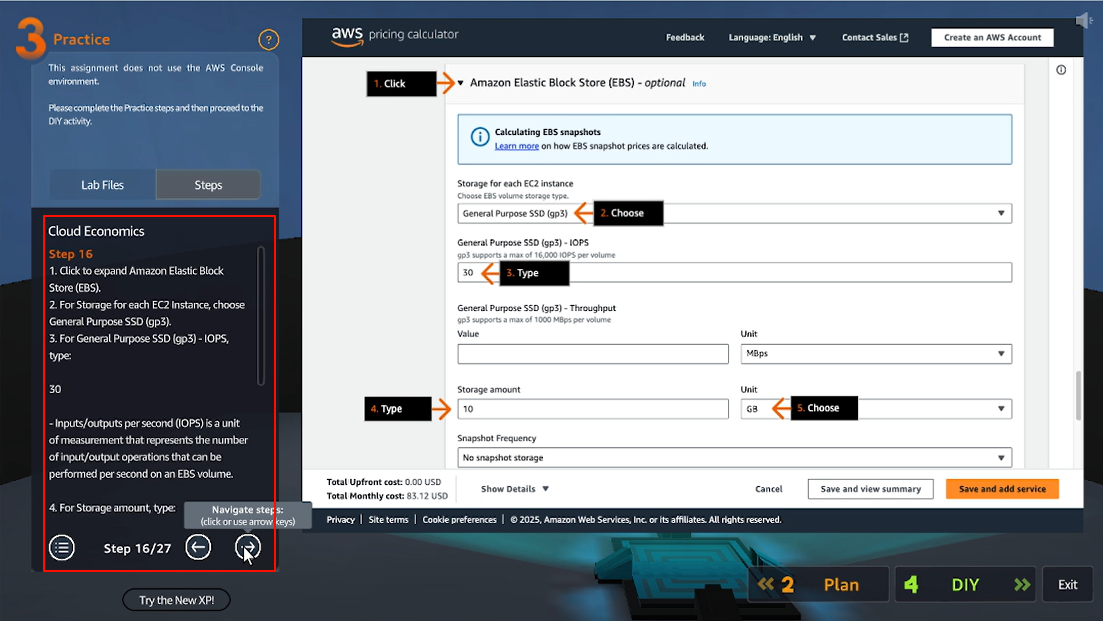 3 Practice
?
This assignment does not use the AWS Console
environment.
Please complete the Practice steps and then proceed to the
DIY activity.
Lab Files
Steps
Cloud Economics
Step 16
1. Click to expand Amazon Elastic Block
Store (EBS).
2. For Storage for each EC2 Instance, choose
General Purpose SSD (gp3).
3. For General Purpose SSD (gp3) - IOPS,
type:
30
- Inputs/outputs per second (IOPS) is a unit
of measurement that represents the number
of input/output operations that can be
performed per second on an EBS volume.
4. For Storage amount, type:
Navigate steps:
(click or use arrow keys)
Step 16/27
Try the New XP!
aws pricing calculator
Feedback
Language: English
Contact Sales
Create an AWS Account
1. Click
Amazon Elastic Block Store (EBS) - optional Info
Calculating EBS snapshots
Learn more on how EBS snapshot prices are calculated.
Storage for each EC2 instance
Choose EBS volume storage type.
General Purpose SSD (gp3)
2. Choose
General Purpose SSD (gp3) - IOPS
gp3 supports a max of 16,000 IOPS per volume
30
3. Type
General Purpose SSD (gp3) - Throughput
gp3 supports a max of 1000 MBps per volume
Value
Unit
MBps
Storage amount
Unit
4. Type
10
GB
5. Choose
Snapshot Frequency
No snapshot storage
Total Upfront cost: 0.00 USD
Total Monthly cost: 83.12 USD
Show Details
Cancel
Save and view summary
Save and add service
Privacy | Site terms | Cookie preferences | © 2025, Amazon Web Services, Inc. or its affiliates. All rights reserved.
2 Plan
4 DIY
Exit